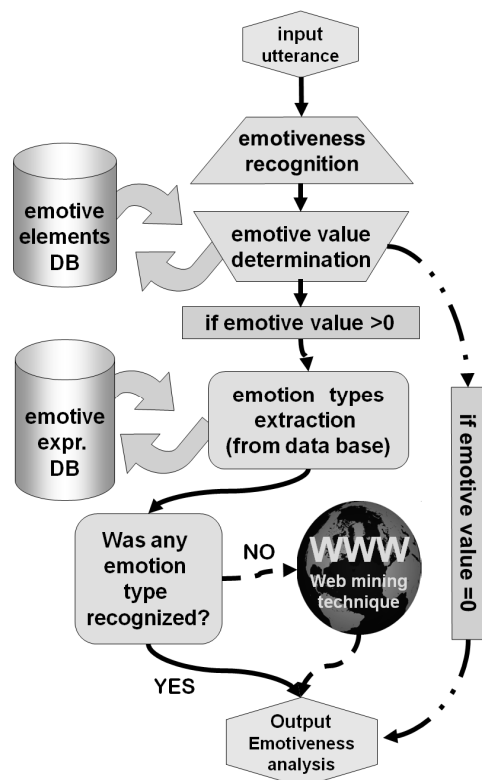 input
utterance
emotiveness
recognition
emotive
elements
DB
emotive value
determination
if emotive value >0
emotive
expr.
DB
emotion types
extraction
(from data base)
if emotive value =0
Was any
emotion
type
recognized?
NO
www
Web mining
technique
YES
Output
Emotiveness
analysis